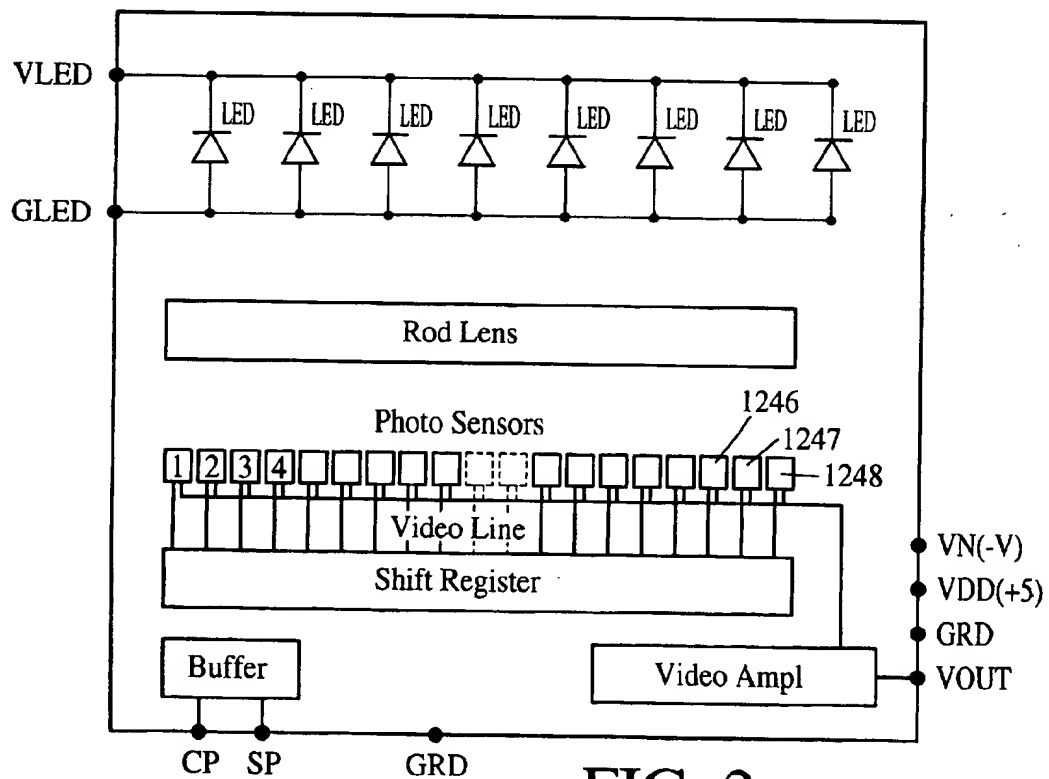 VLED
LED LED LED LED LED LED LED LED
GLED
Rod Lens
Photo Sensors
1246
1247
1248
1 2 3 4
Video Line
Shift Register
VN(-V)
VDD(+5)
GRD
VOUT
Buffer
Video Ampl
CP SP GRD